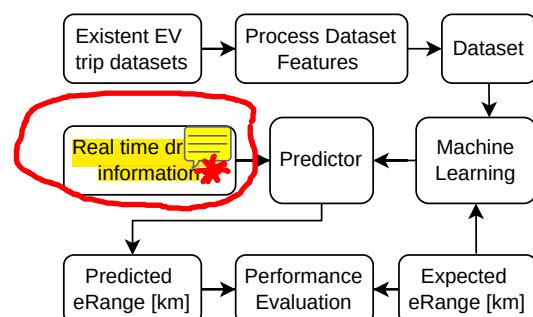 Existent EV
trip datasets
Process Dataset
Features
Dataset
Real time
information
Predictor
Machine
Learning
Predicted
eRange [km]
Performance
Evaluation
Expected
eRange [km]